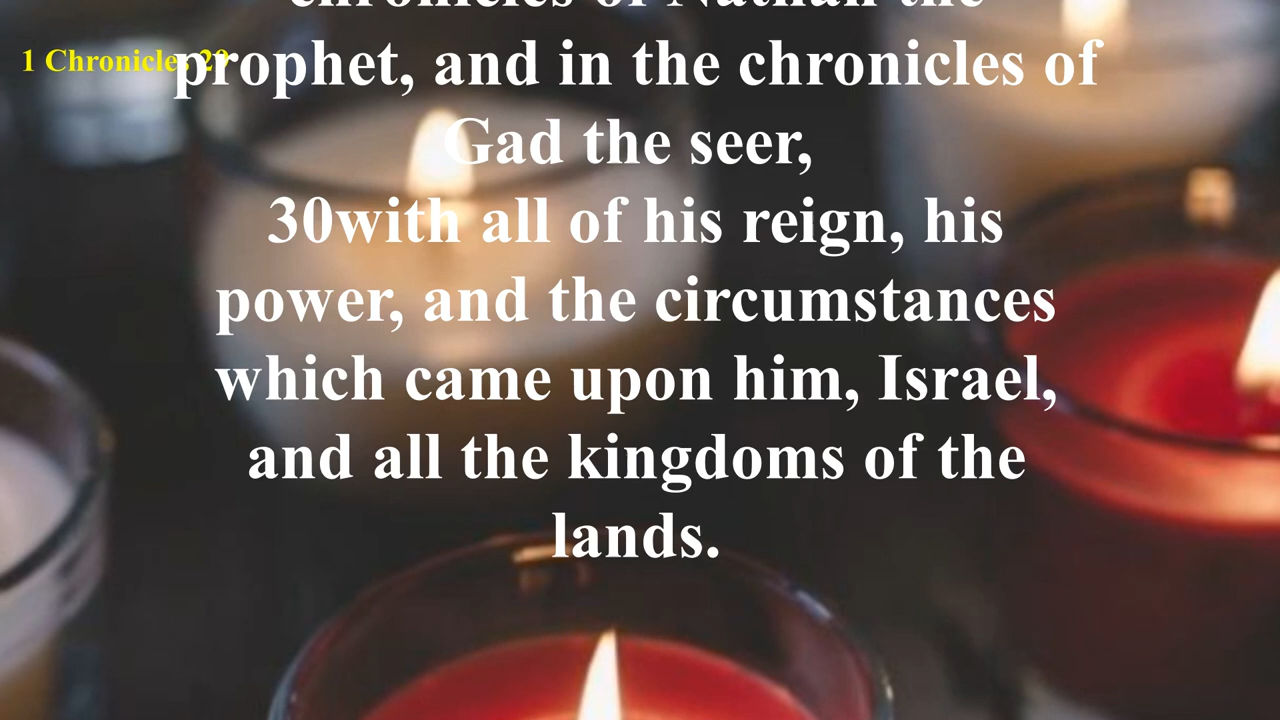 chronicles of Nathan the
1 Chronicles 29
prophet, and in the chronicles of
Gad the seer,
30with all of his reign, his
power, and the circumstances
which came upon him, Israel,
and all the kingdoms of the
lands.